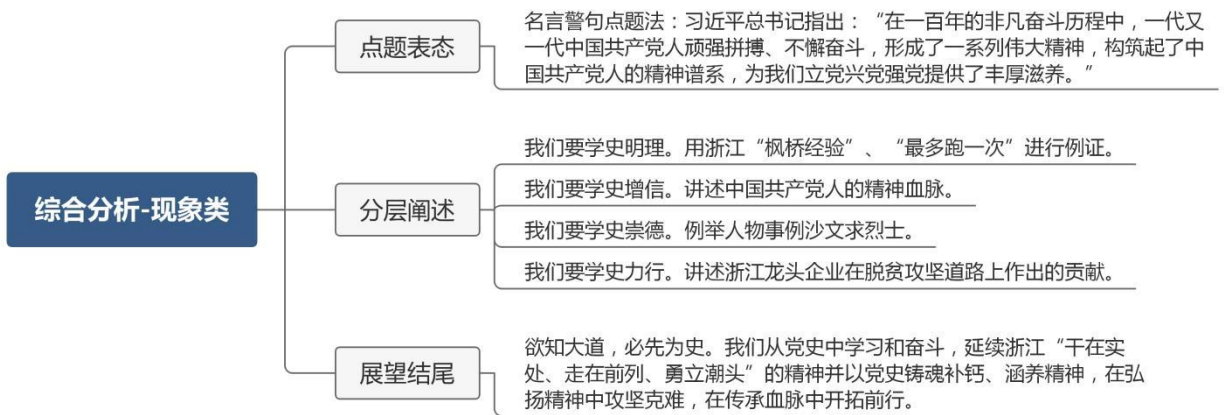 综合分析-现象类
点题表态
名言警句点题法：习近平总书记指出：“在一百年的非凡奋斗历程中，一代又
一代中国共产党人顽强拼搏、不懈奋斗，形成了一系列伟大精神，构筑起了中
国共产党人的精神谱系，为我们立党兴党强党提供了丰厚滋养。”
分层阐述
我们要学史明理。用浙江“枫桥经验”、“最多跑一次”进行例证。
我们要学史增信。讲述中国共产党人的精神血脉。
我们要学史崇德。例举人物事例沙文求烈士。
我们要学史力行。讲述浙江龙头企业在脱贫攻坚道路上作出的贡献。
展望结尾
欲知大道，必先为史。我们从党史中学习和奋斗，延续浙江“干在实
处、走在前列、勇立潮头”的精神并以党史铸魂补钙、涵养精神，在弘
扬精神中攻坚克难，在传承血脉中开拓前行。